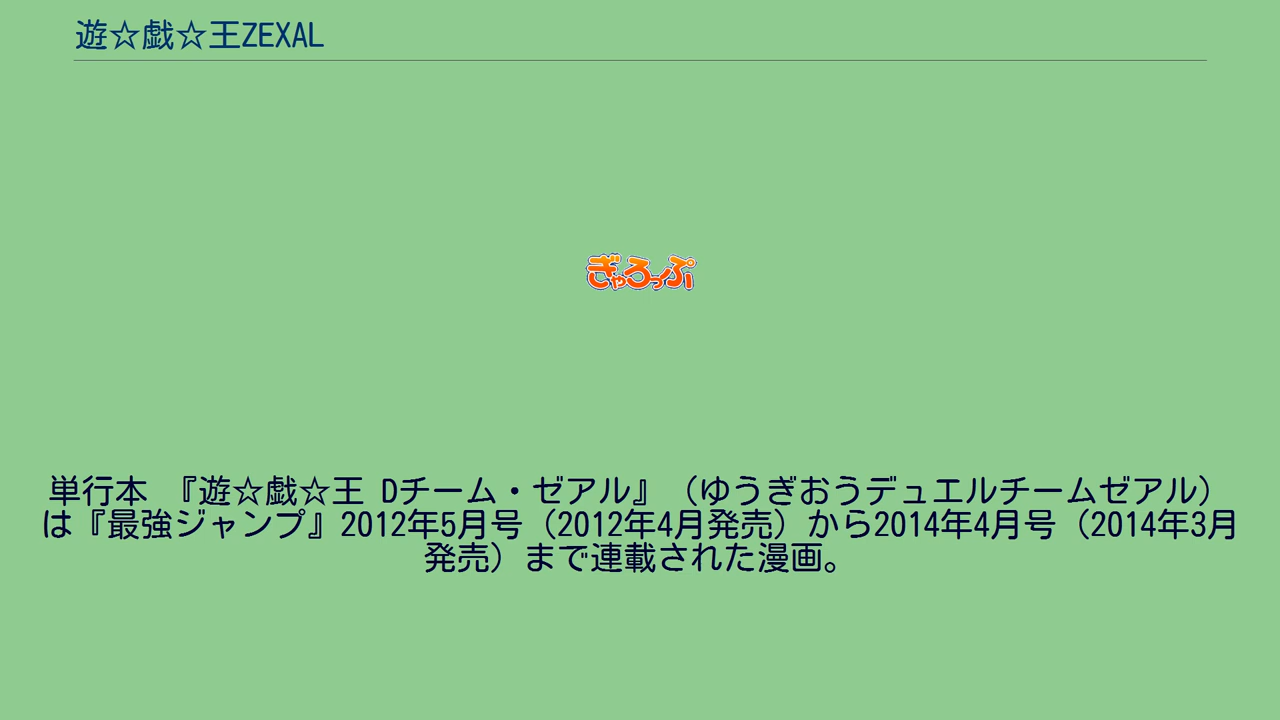 遊☆戯☆王ZEXAL
ぎゃろっぷ
単行本 『遊☆戯☆王 Dチーム・ゼアル』（ゆうぎおうデュエルチームゼアル）
は『最強ジャンプ』2012年5月号（2012年4月発売）から2014年4月号（2014年3月
発売）まで連載された漫画。